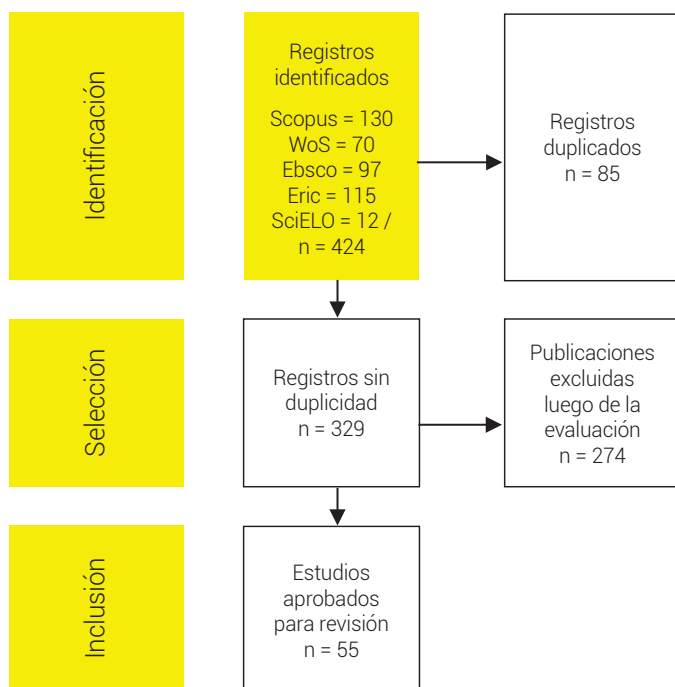 Identificación
Registros
identificados
Scopus = 130
WoS = 70
Ebsco = 97
Eric = 115
SciELO = 12 /
n = 424
Registros
duplicados
n = 85
Selección
Registros sin
duplicidad
n = 329
Publicaciones
excluidas
luego de la
evaluación
n = 274
Inclusión
Estudios
aprobados
para revisión
n = 55